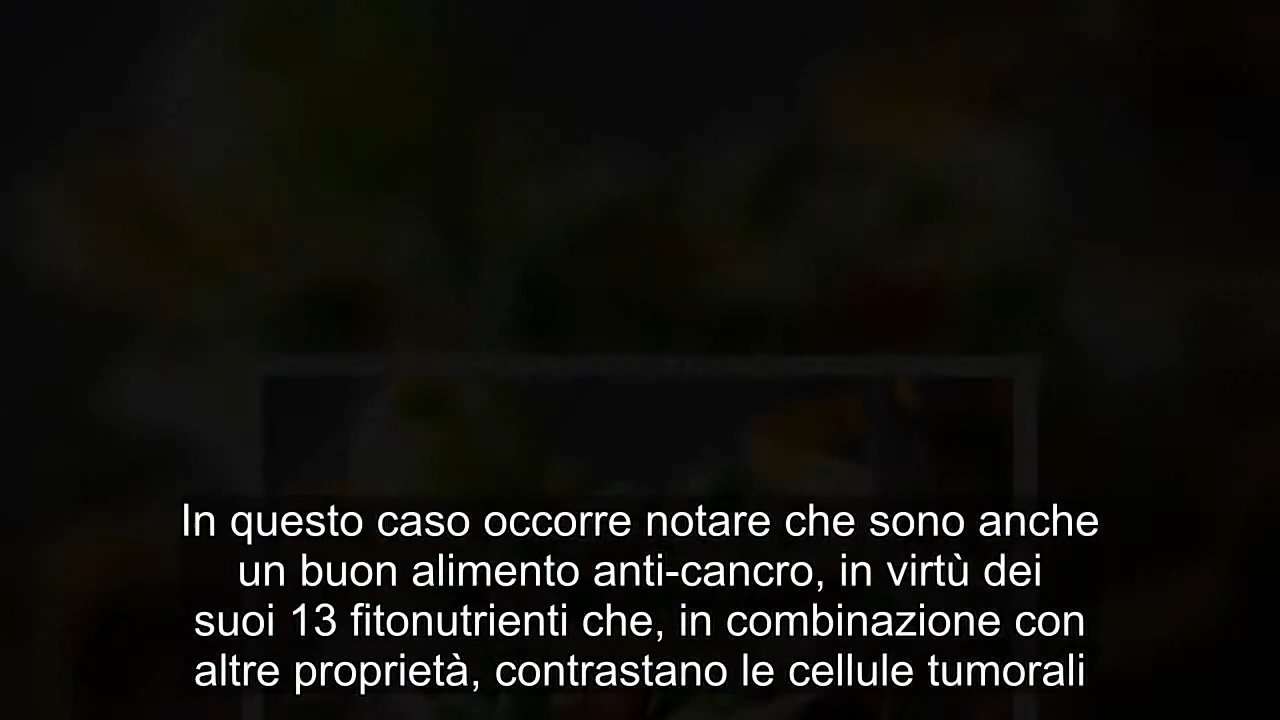 In questo caso occorre notare che sono anche
un buon alimento anti-cancro, in virtù dei
suoi 13 fitonutrienti che, in combinazione con
altre proprietà, contrastano le cellule tumorali